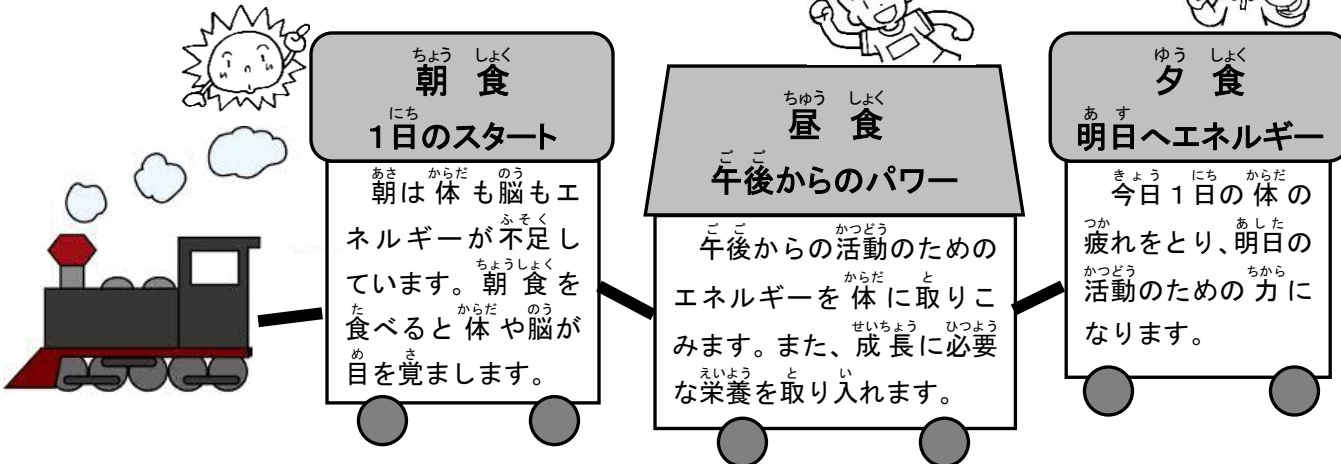 朝食
1日のスタート
朝は体も脳もエ
ネルギーが不足し
ています。朝食を
食べると体や脳が
目を覚まします。
昼食
午後からのパワー
午後からの活動のための
エネルギーを体に取りこ
みます。また、成長に必要
な栄養を取り入れます。
夕食
明日へエネルギー
今日1日の体の
疲れをとり、明日の
活動のための力に
なります。